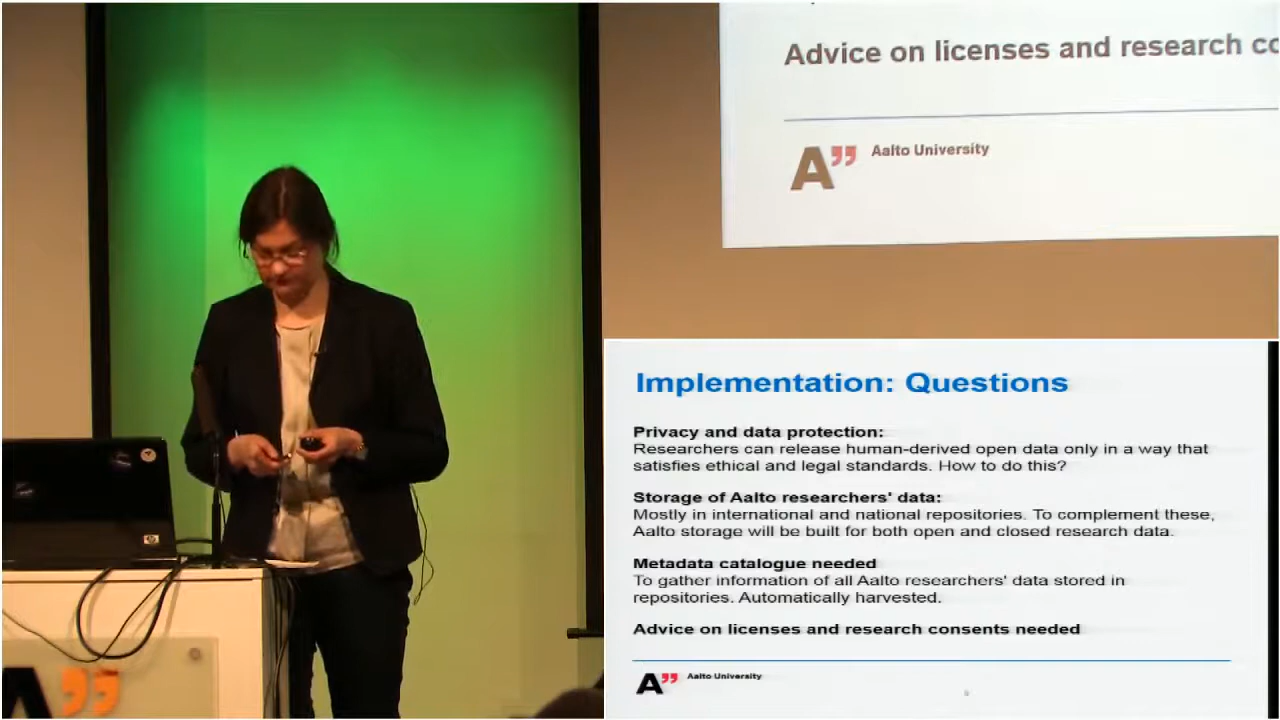 Advice on licenses and research co
A”
Aalto University
Implementation: Questions
Privacy and data protection:
Researchers can release human-derived open data only in a way that
satisfies ethical and legal standards. How to do this?
Storage of Aalto researchers' data:
Mostly in international and national repositories. To complement these,
Aalto storage will be built for both open and closed research data.
Metadata catalogue needed
To gather information of all Aalto researchers' data stored in
repositories. Automatically harvested.
Advice on licenses and research consents needed
A”
Aalto University
hp
A”